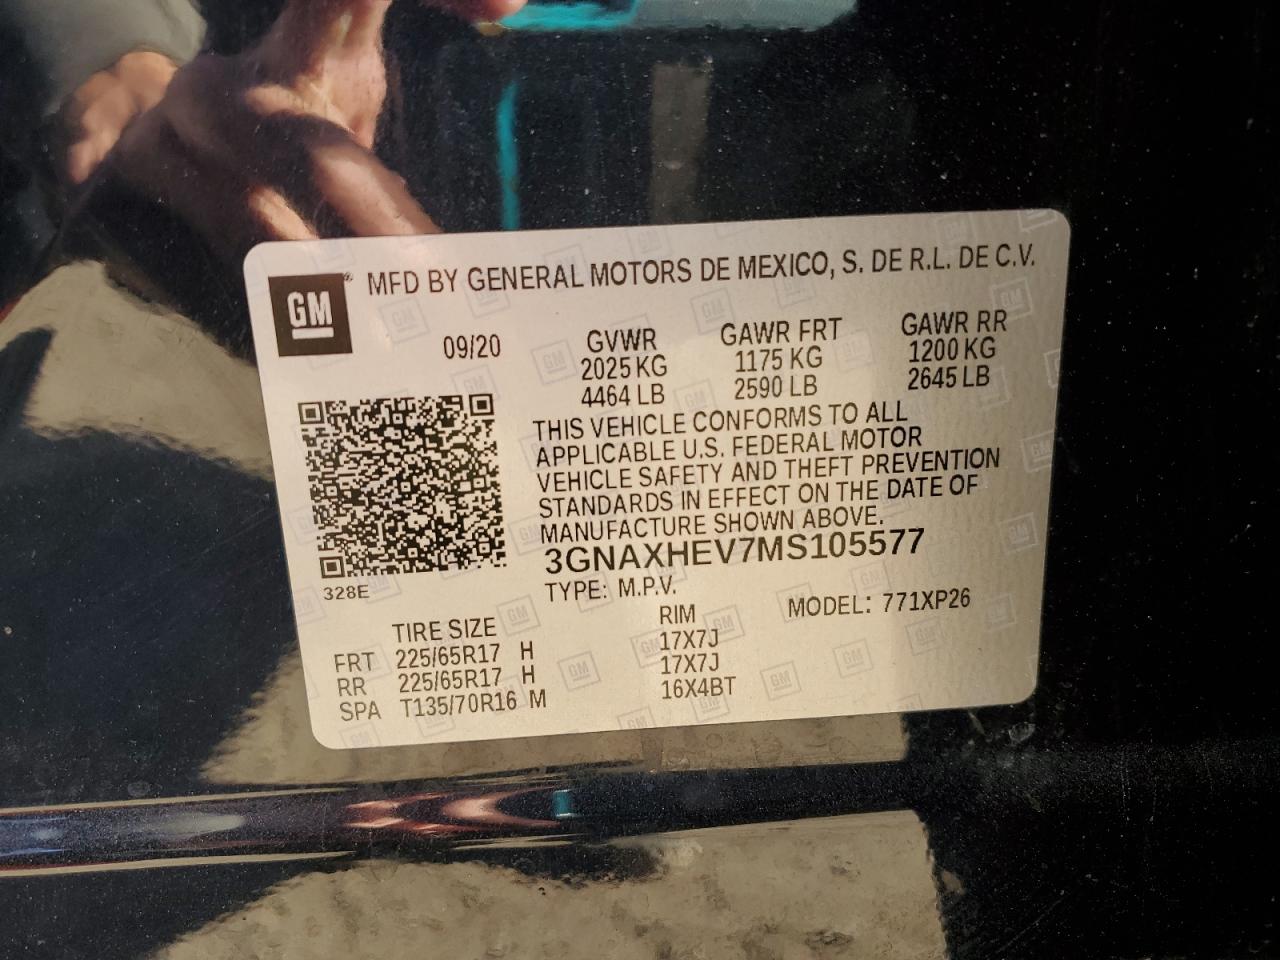 GM® MFD BY GENERAL MOTORS DE MEXICO, S. DE R.L. DE C.V.
09/20 GVWR GAWR FRT GAWR RR
2025 KG 1175 KG 1200 KG
4464 LB 2590 LB 2645 LB
THIS VEHICLE CONFORMS TO ALL
APPLICABLE U.S. FEDERAL MOTOR
VEHICLE SAFETY AND THEFT PREVENTION
STANDARDS IN EFFECT ON THE DATE OF
MANUFACTURE SHOWN ABOVE.
3GNAXHEV7MS105577
328E
TYPE: M.P.V. MODEL: 771XP26
TIRE SIZE RIM
FRT 225/65R17 H 17X7J
RR 225/65R17 H 17X7J
SPA T135/70R16 M 16X4BT